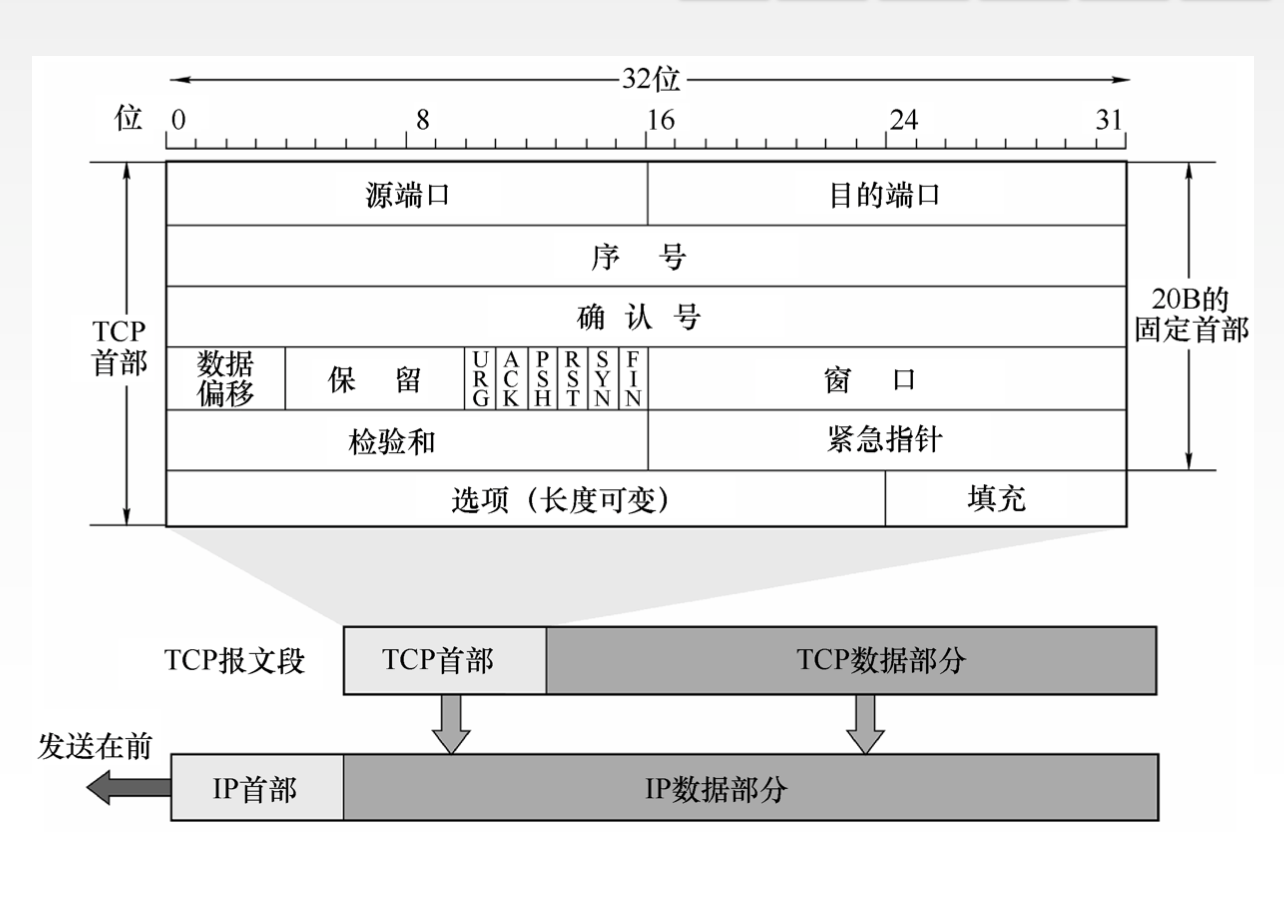 32位
位 0 8 16 24 31
源端口 目的端口
序 号
确 认 号
TCP
首部
20B的
固定首部
数据
偏移
保 留
URG ACK PSH RST SYN FIN
窗 口
检验和 紧急指针
选项（长度可变） 填充
TCP报文段 TCP首部 TCP数据部分
发送在前
IP首部 IP数据部分